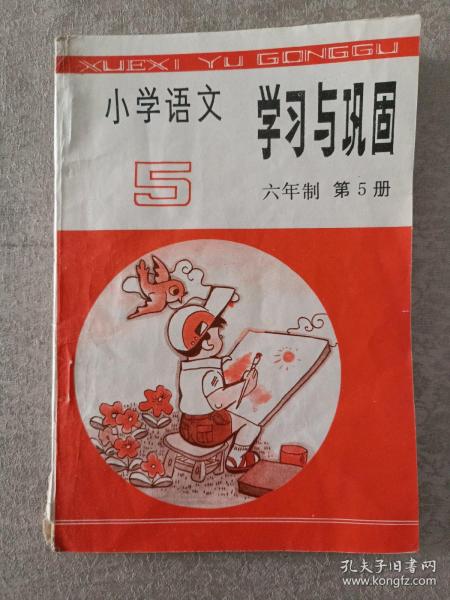 XUEXI YU GONGGU
小学语文
学习与巩固
5
六年制 第5册
孔夫子旧书网
www.kongfz.com